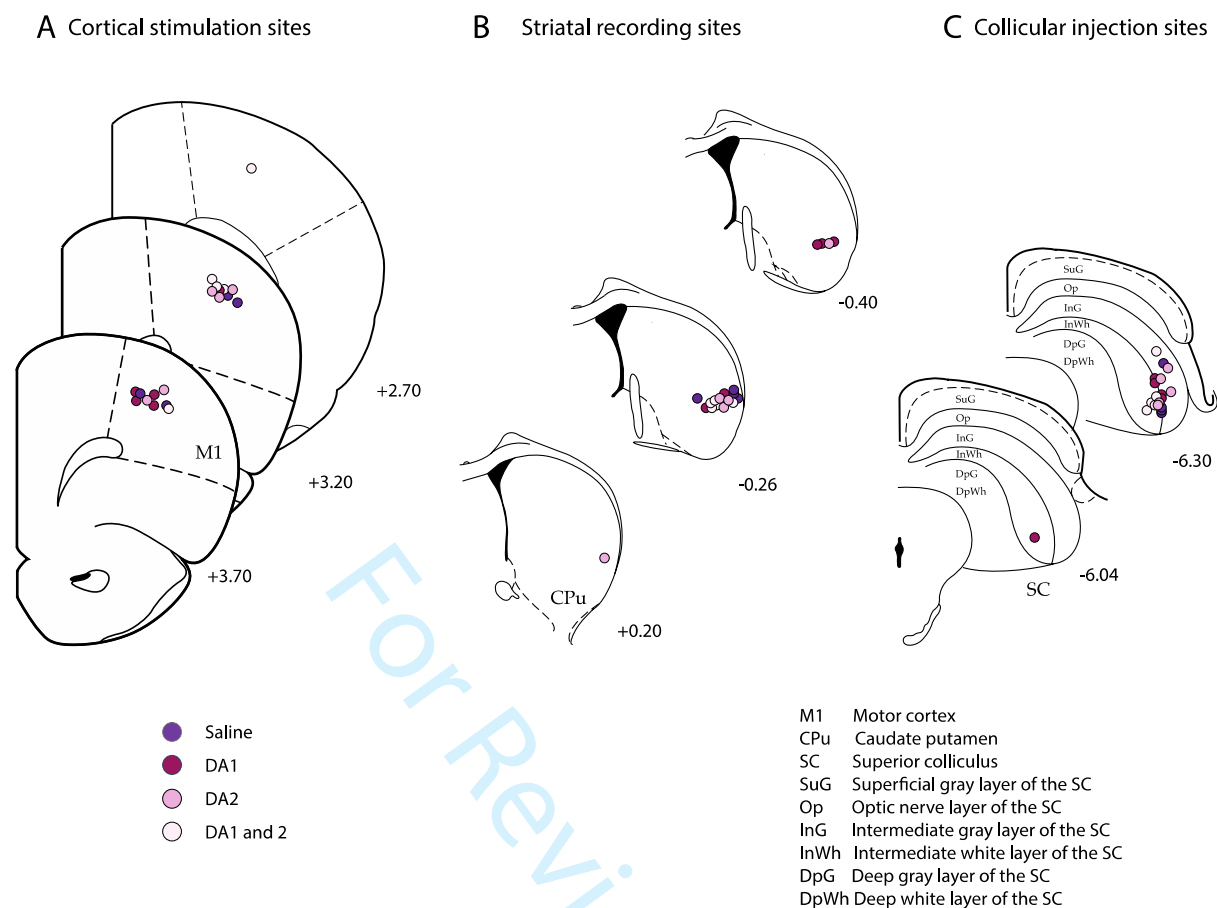 A Cortical stimulation sites
B Striatal recording sites
C Collicular injection sites
M1
+2.70
+3.20
+3.70
-0.40
-0.26
CPu
+0.20
SuG
Op
InG
InWh
DpG
DpWh
-6.30
SuG
Op
InG
InWh
DpG
DpWh
SC
-6.04
Saline
DA1
DA2
DA1 and 2
M1 Motor cortex
CPu Caudate putamen
SC Superior colliculus
SuG Superficial gray layer of the SC
Op Optic nerve layer of the SC
InG Intermediate gray layer of the SC
InWh Intermediate white layer of the SC
DpG Deep gray layer of the SC
DpWh Deep white layer of the SC
For Revi